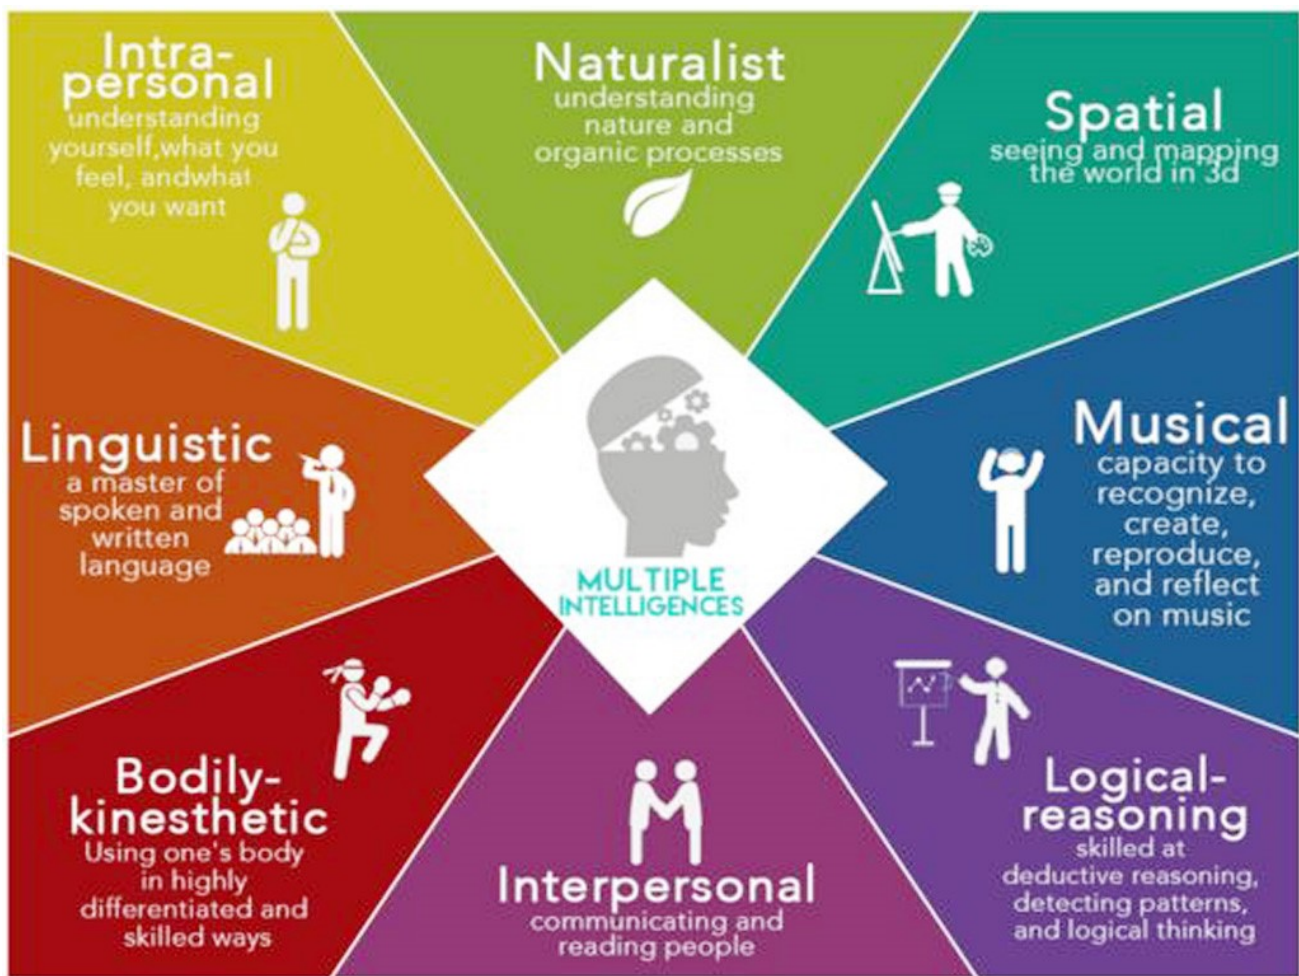 Intra-
personal
understanding
yourself,what you
feel, andwhat
you want
Naturalist
understanding
nature and
organic processes
Spatial
seeing and mapping
the world in 3d
Linguistic
a master of
spoken and
written
language
MULTIPLE
INTELLIGENCES
Musical
capacity to
recognize,
create,
reproduce,
and reflect
on music
Bodily-
kinesthetic
Using one's body
in highly
differentiated and
skilled ways
Interpersonal
communicating and
reading people
Logical-
reasoning
skilled at
deductive reasoning,
detecting patterns,
and logical thinking